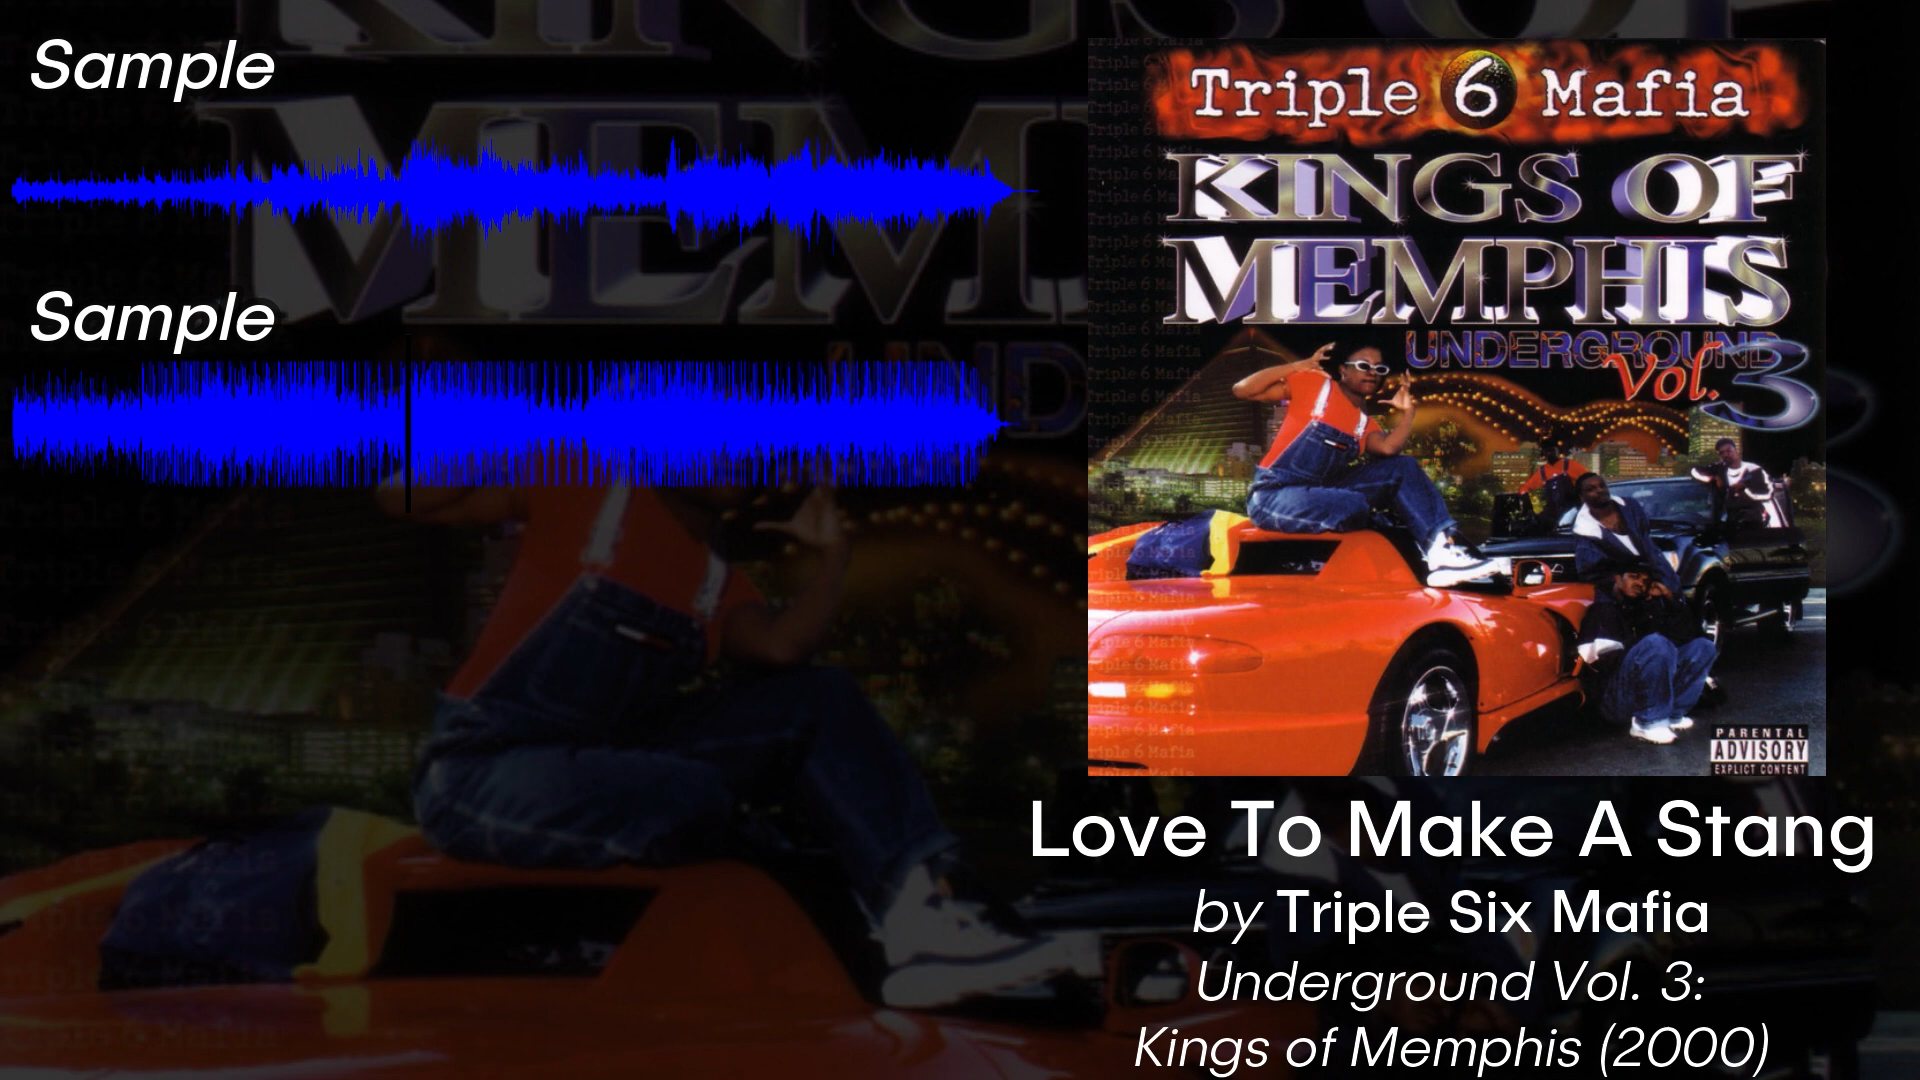 Sample
Sample
Triple 6 Mafia
KINGS OF
MEMPHIS
UNDERGROUND
Vol. 3
PARENTAL
ADVISORY
EXPLICIT CONTENT
Love To Make A Stang
by Triple Six Mafia
Underground Vol. 3:
Kings of Memphis (2000)